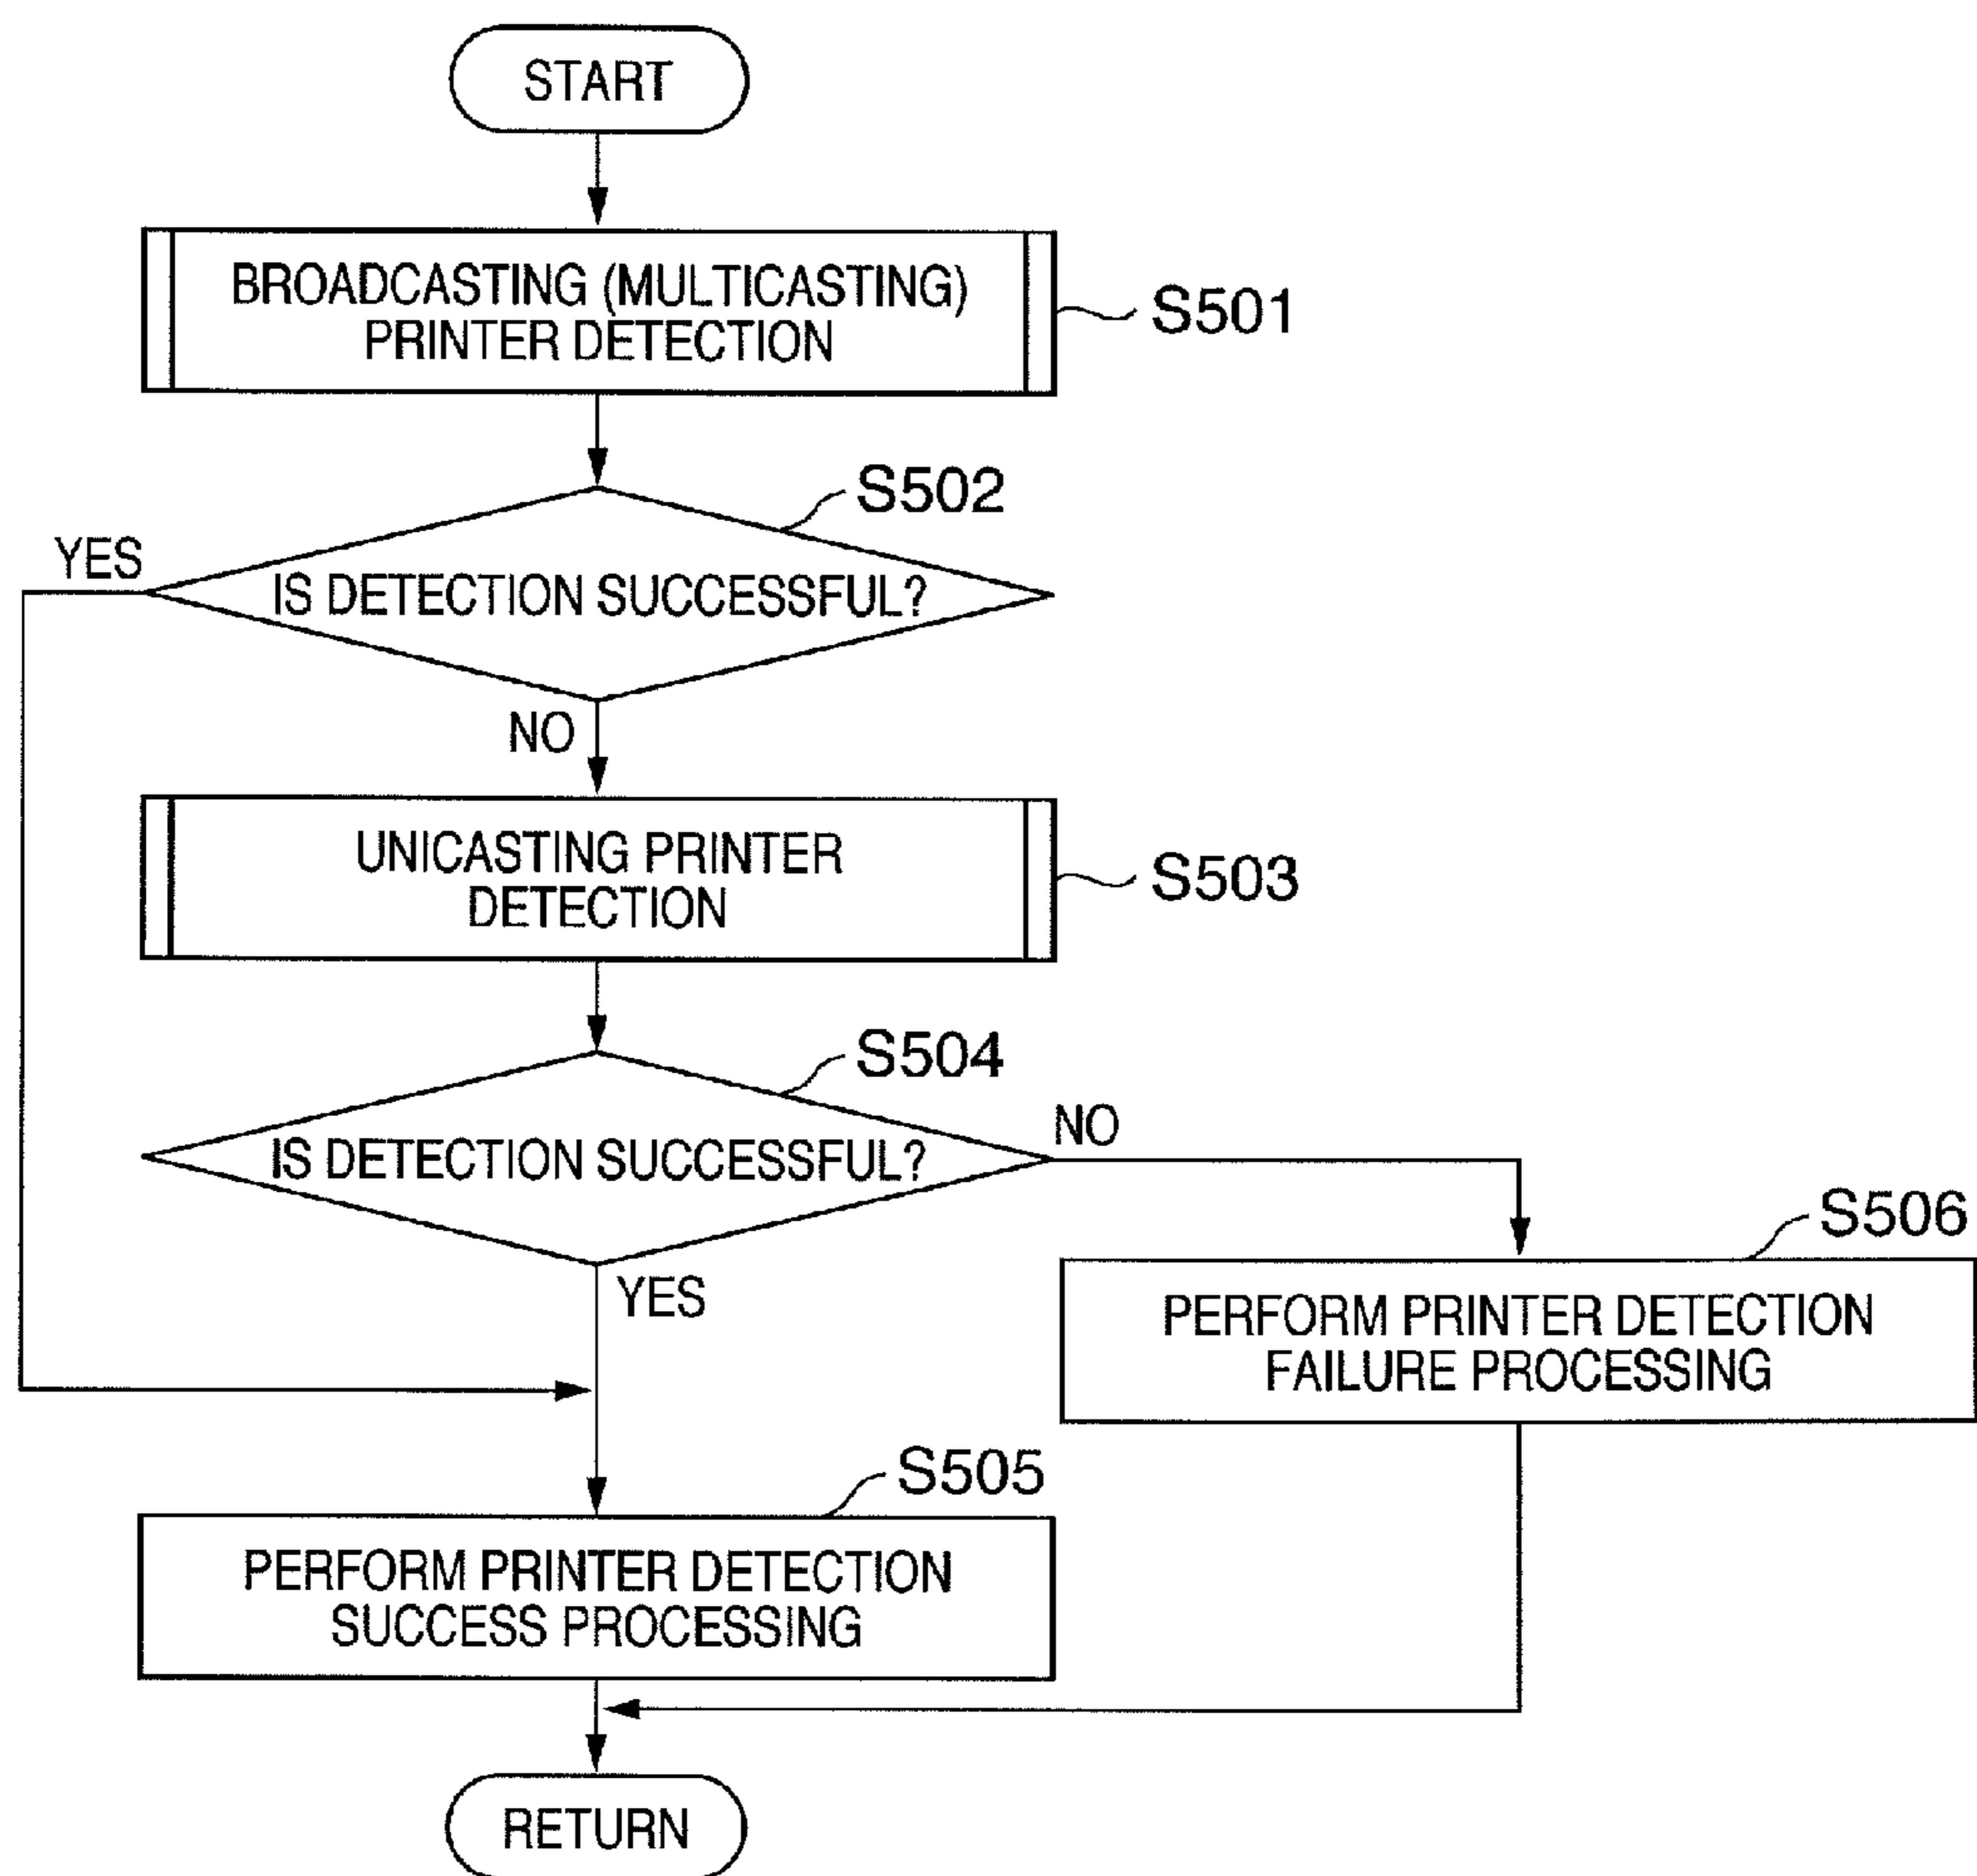 START
BROADCASTING (MULTICASTING)
PRINTER DETECTION
S501
S502
YES
IS DETECTION SUCCESSFUL?
NO
UNICASTING PRINTER
DETECTION
S503
S504
IS DETECTION SUCCESSFUL?
NO
YES
S506
PERFORM PRINTER DETECTION
FAILURE PROCESSING
S505
PERFORM PRINTER DETECTION
SUCCESS PROCESSING
RETURN